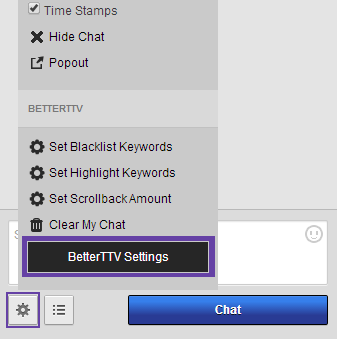 Time Stamps
Hide Chat
Popout
BETTERTTV
Set Blacklist Keywords
Set Highlight Keywords
Set Scrollback Amount
Clear My Chat
BetterTTV Settings
Chat